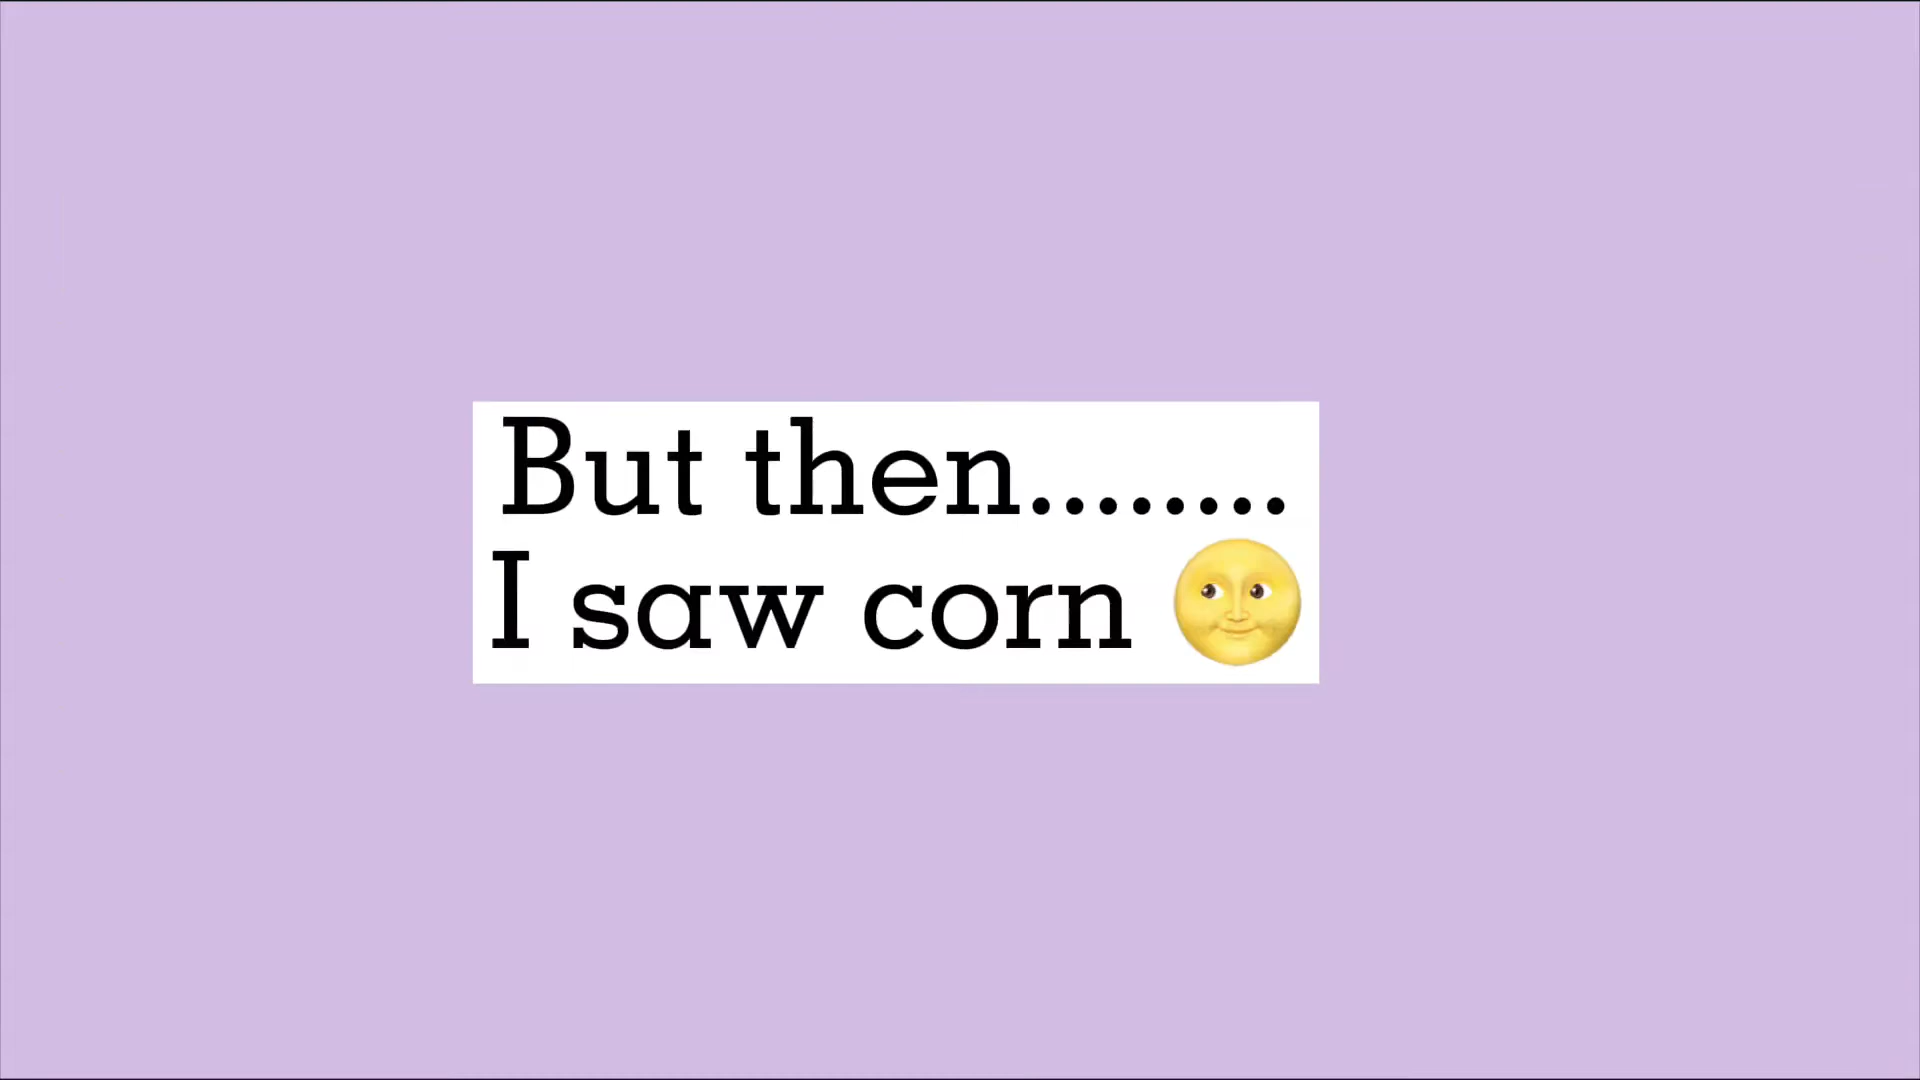 But then........
I saw corn 🌝